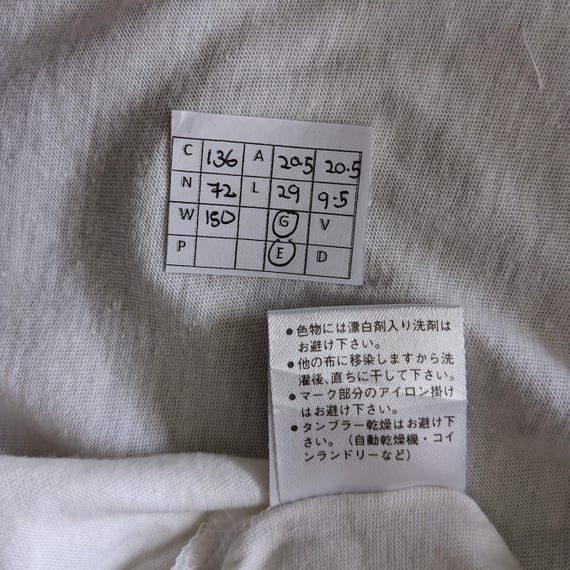 C 136 A 20.5 20.5
N 72 L 29 9.5
W 150 G V
P E D
●色物には漂白剤入り洗剤は
お避け下さい。
●他の布に移染しますから洗
濯後、直ちに干して下さい。
●マーク部分のアイロン掛け
はお避け下さい。
●タンブラー乾燥はお避け下
さい。（自動乾燥機・コイ
ンランドリーなど）